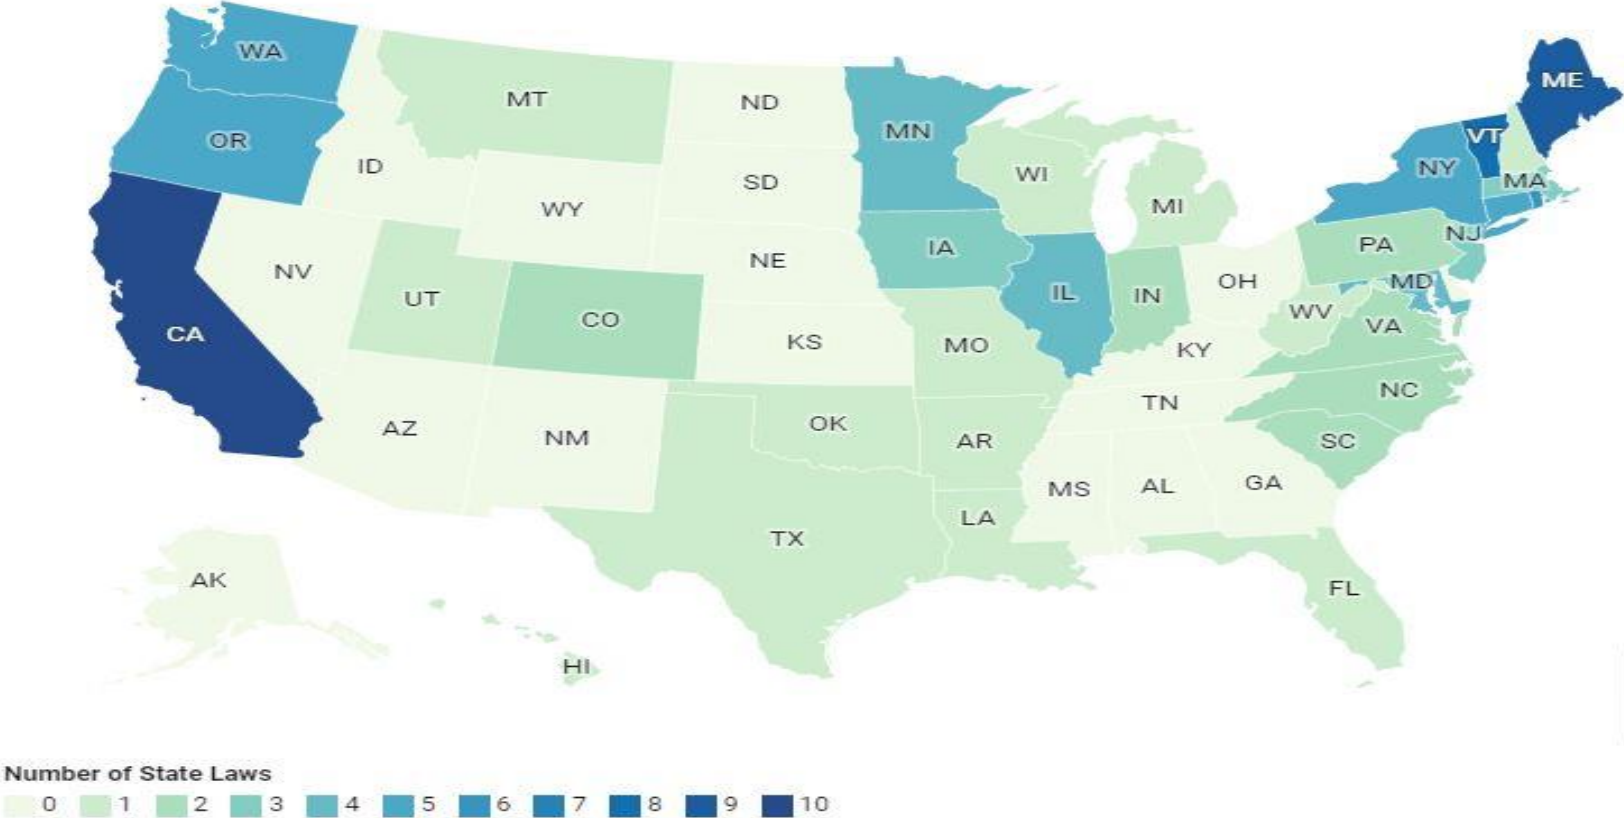 WA
MT
ND
MN
ME
VT
OR
ID
SD
WI
MI
NY
MA
WY
NE
IA
PA
NJ
NV
UT
CO
IL
IN
OH
MD
WV
VA
CA
KS
MO
KY
NC
AZ
NM
OK
AR
TN
SC
MS
AL
GA
LA
TX
AK
FL
HI
Number of State Laws
0 1 2 3 4 5 6 7 8 9 10